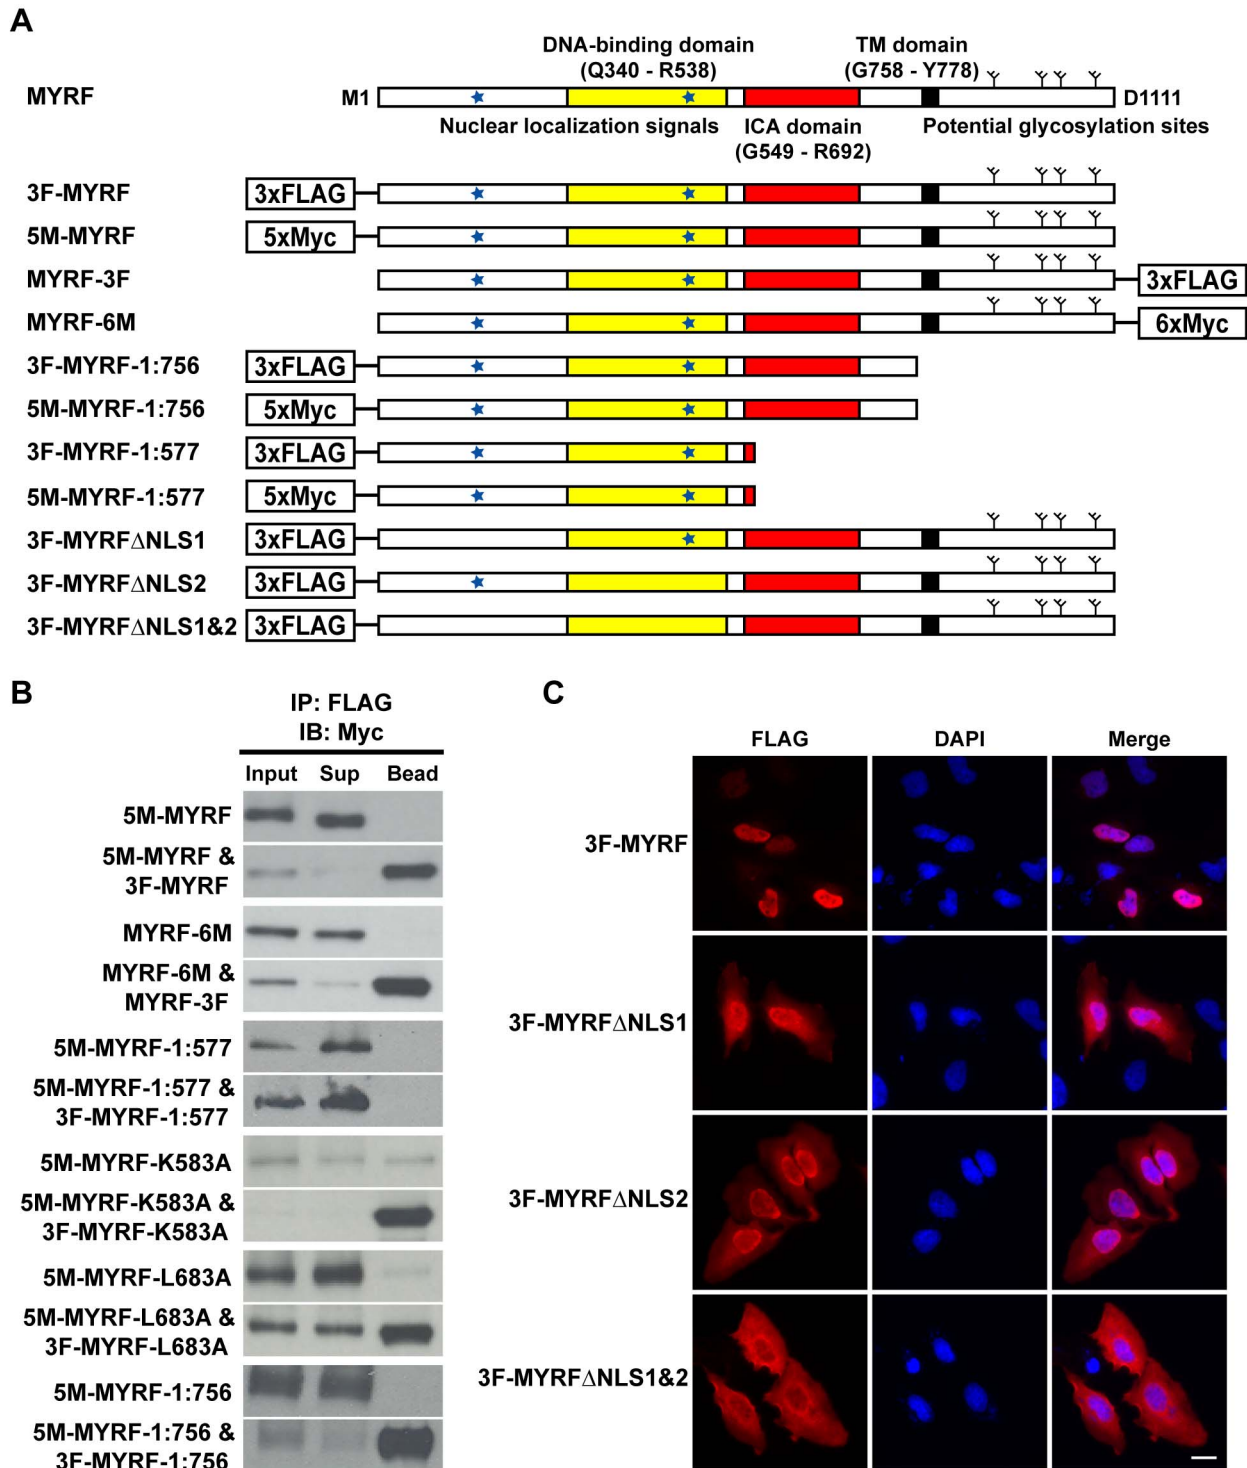 A
DNA-binding domain
(Q340 - R538)
TM domain
(G758 - Y778)
MYRF
M1
D1111
Nuclear localization signals
ICA domain
(G549 - R692)
Potential glycosylation sites
3F-MYRF
3xFLAG
5M-MYRF
5xMyc
MYRF-3F
3xFLAG
MYRF-6M
6xMyc
3F-MYRF-1:756
3xFLAG
5M-MYRF-1:756
5xMyc
3F-MYRF-1:577
3xFLAG
5M-MYRF-1:577
5xMyc
3F-MYRFΔNLS1
3xFLAG
3F-MYRFΔNLS2
3xFLAG
3F-MYRFΔNLS1&2
3xFLAG
B
IP: FLAG
IB: Myc
Input Sup Bead
5M-MYRF
5M-MYRF &
3F-MYRF
MYRF-6M
MYRF-6M &
MYRF-3F
5M-MYRF-1:577
5M-MYRF-1:577 &
3F-MYRF-1:577
5M-MYRF-K583A
5M-MYRF-K583A &
3F-MYRF-K583A
5M-MYRF-L683A
5M-MYRF-L683A &
3F-MYRF-L683A
5M-MYRF-1:756
5M-MYRF-1:756 &
3F-MYRF-1:756
C
FLAG DAPI Merge
3F-MYRF
3F-MYRFΔNLS1
3F-MYRFΔNLS2
3F-MYRFΔNLS1&2